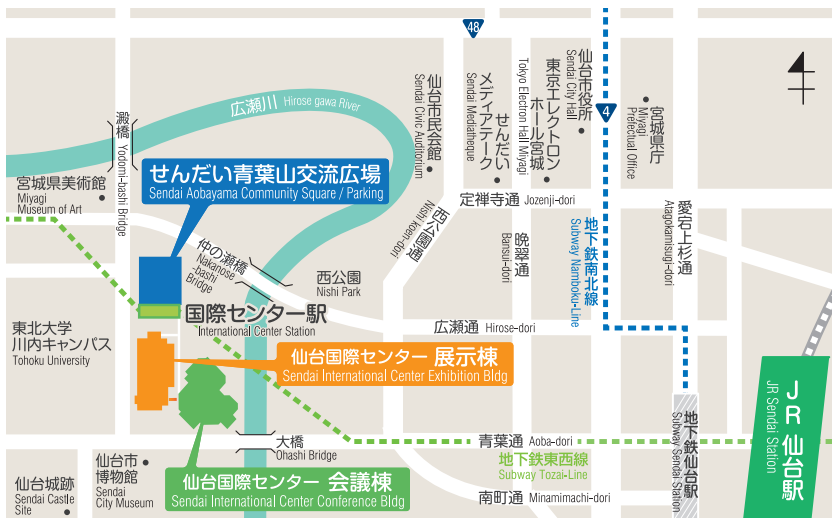 48
4
広瀬川 Hirose gawa River
澱橋
Yodomi-bashi Bridge
仙台市民会館
Sendai Civic Auditorium
せんだい
メディアテーク
Sendai Mediatheque
東京エレクトロン
ホール宮城
Tokyo Electron Hall Miyagi
仙台市役所
Sendai City Hall
宮城県庁
Miyagi
Prefectual Office
せんだい青葉山交流広場
Sendai Aobayama Community Square / Parking
宮城県美術館
Miyagi
Museum of Art
定禅寺通 Jozenji-dori
西公園通
Nishi koen-dori
晩翠通
Bansui-dori
地下鉄南北線
Subway Namboku-Line
愛宕上杉通
Atagokamisugi-dori
仲の瀬橋
Nakanose
-bashi
Bridge
西公園
Nishi Park
国際センター駅
International Center Station
広瀬通 Hirose-dori
東北大学
川内キャンパス
Tohoku University
仙台国際センター 展示棟
Sendai International Center Exhibition Bldg
JR 仙台駅
JR Sendai Station
地下鉄仙台駅
Subway Sendai Station
大橋
Ohashi Bridge
青葉通 Aoba-dori
地下鉄東西線
Subway Tozai-Line
仙台国際センター 会議棟
Sendai International Center Conference Bldg
南町通 Minamimachi-dori
仙台市
博物館
Sendai
City Museum
仙台城跡
Sendai Castle
Site